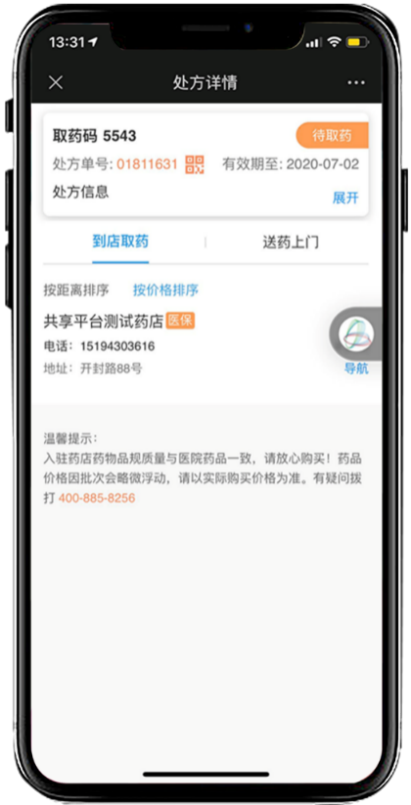 13:31
处方详情
取药码 5543
待取药
处方单号: 01811631 有效期至: 2020-07-02
处方信息
展开
到店取药 送药上门
按距离排序 按价格排序
共享平台测试药店 医保
电话: 15194303616
地址: 开封路88号
导航
温馨提示:
入驻药店药物品规质量与医院药品一致,请放心购买!药品
价格因批次会略微浮动,请以实际购买价格为准。有疑问拨
打 400-885-8256